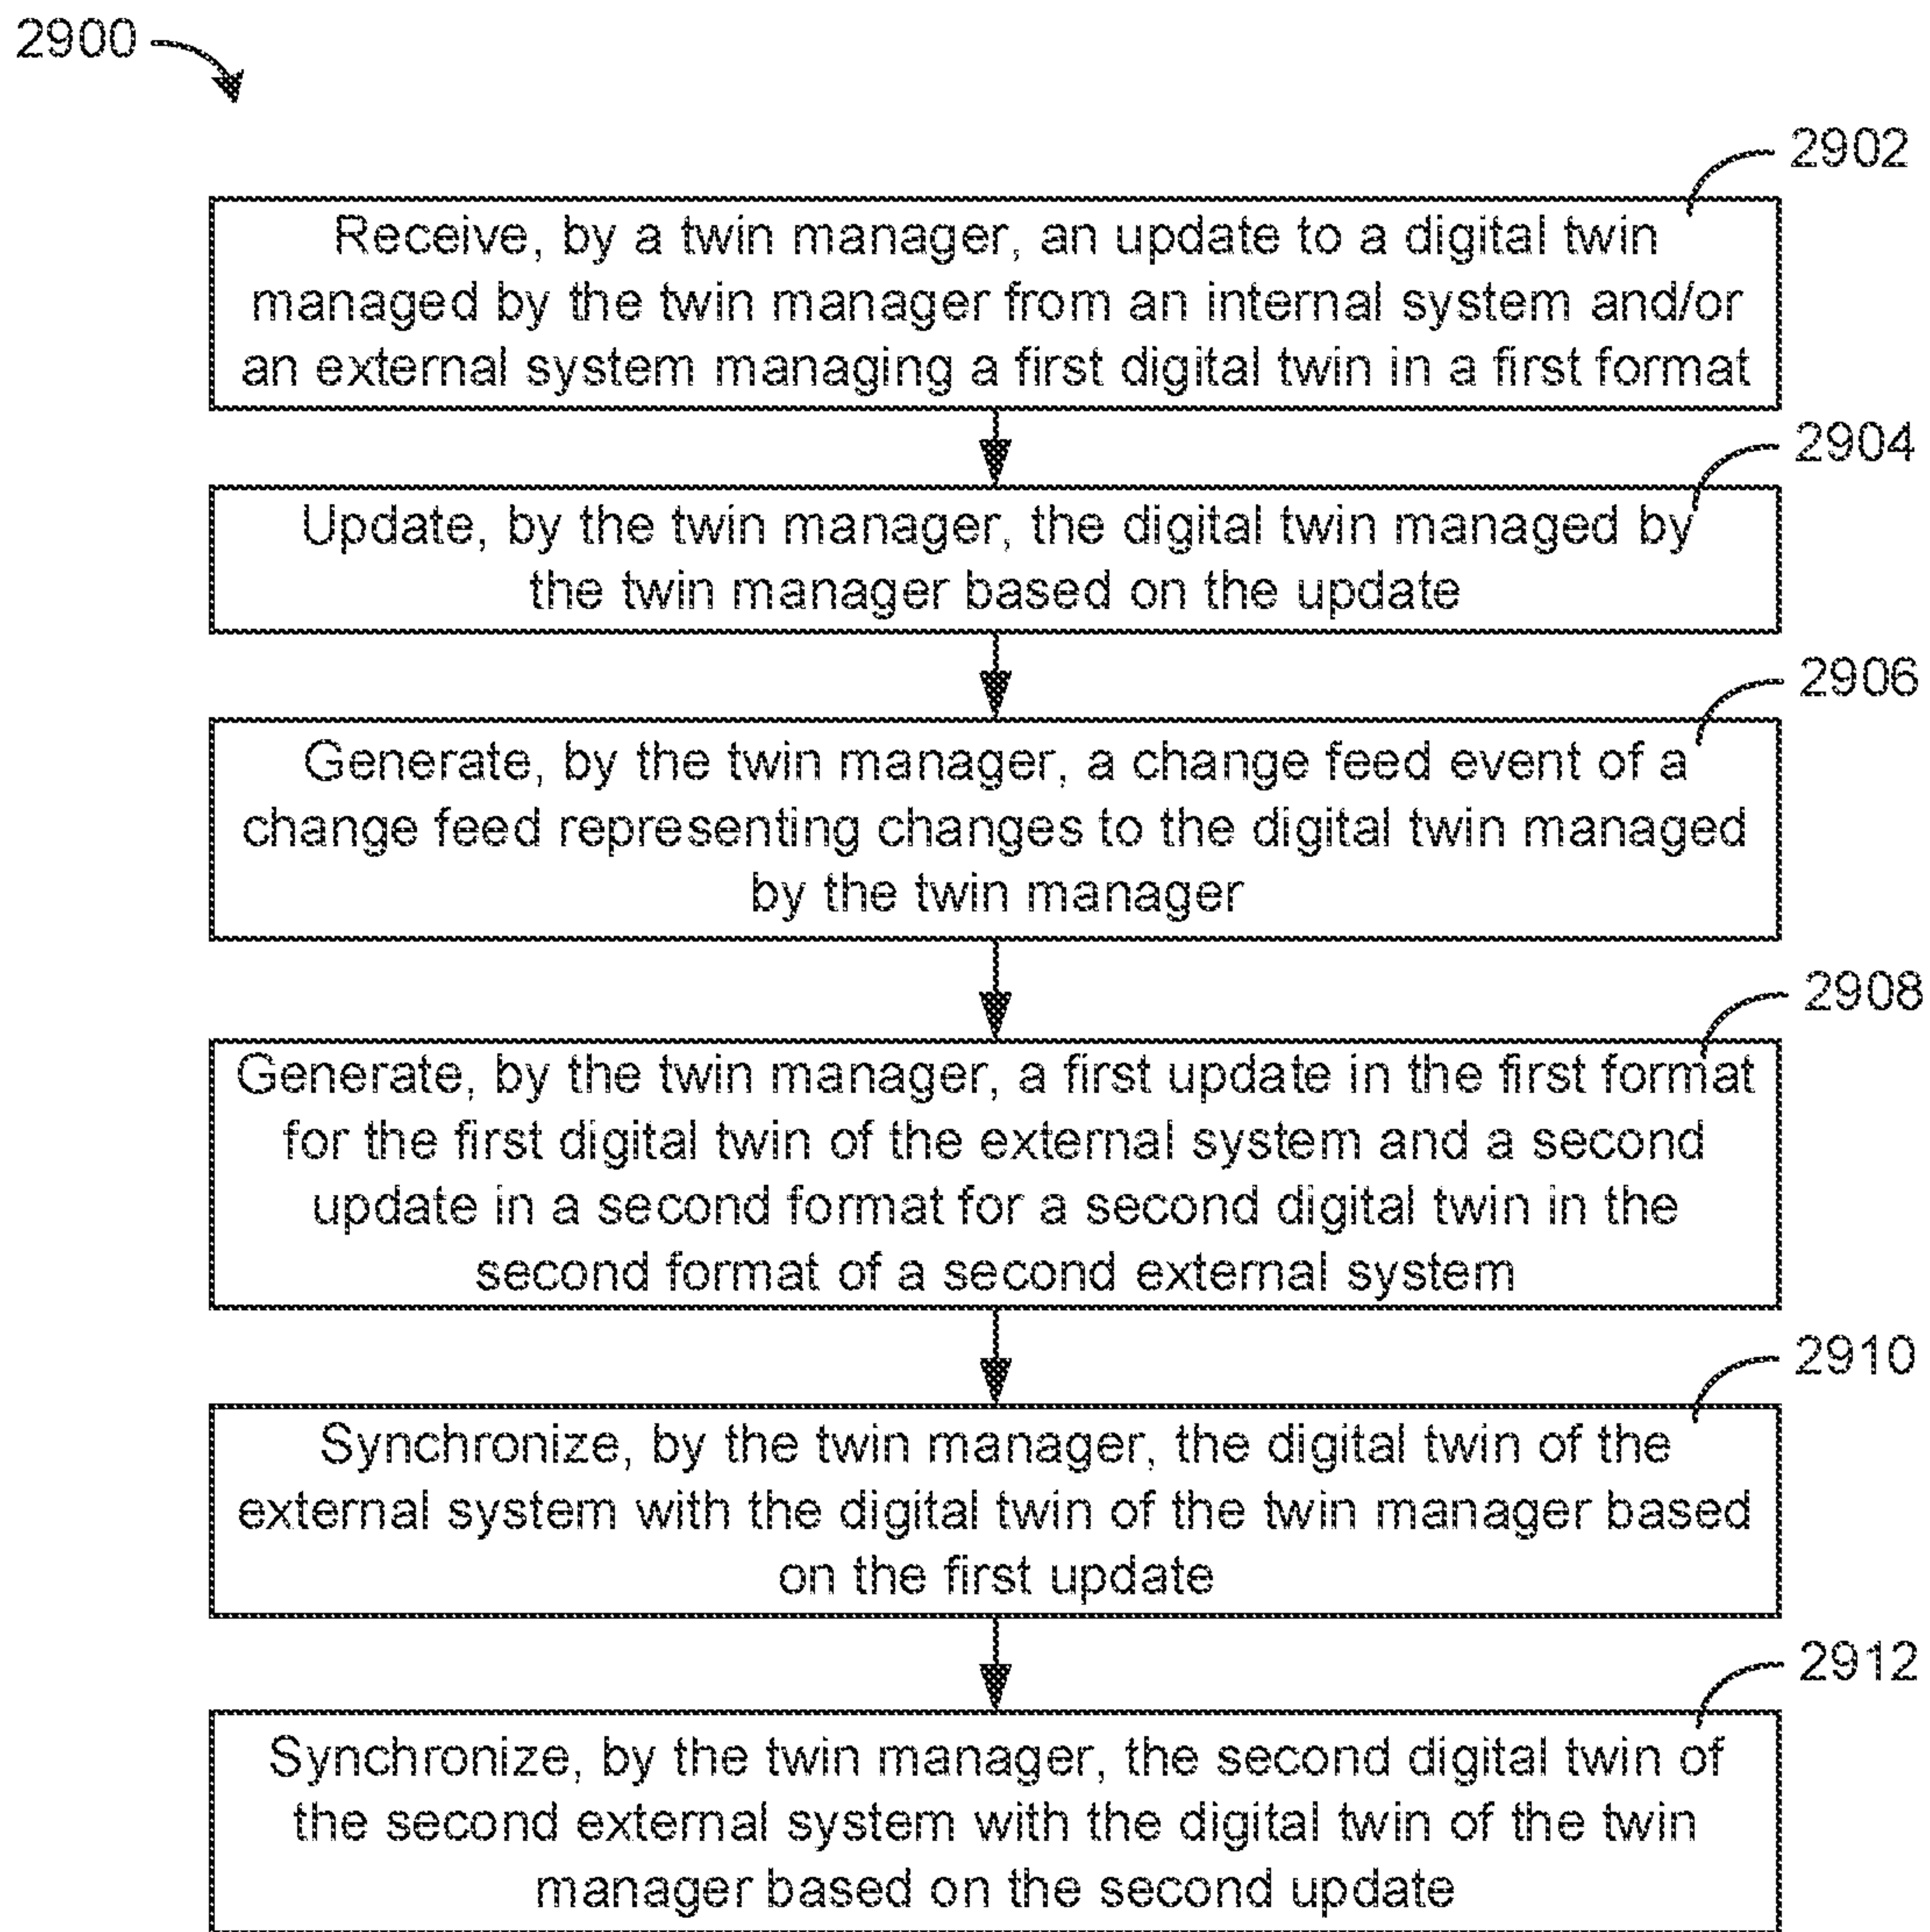 2900
2902
Receive, by a twin manager, an update to a digital twin
managed by the twin manager from an internal system and/or
an external system managing a first digital twin in a first format
2904
Update, by the twin manager, the digital twin managed by
the twin manager based on the update
2906
Generate, by the twin manager, a change feed event of a
change feed representing changes to the digital twin managed
by the twin manager
2908
Generate, by the twin manager, a first update in the first format
for the first digital twin of the external system and a second
update in a second format for a second digital twin in the
second format of a second external system
2910
Synchronize, by the twin manager, the digital twin of the
external system with the digital twin of the twin manager based
on the first update
2912
Synchronize, by the twin manager, the second digital twin of
the second external system with the digital twin of the twin
manager based on the second update